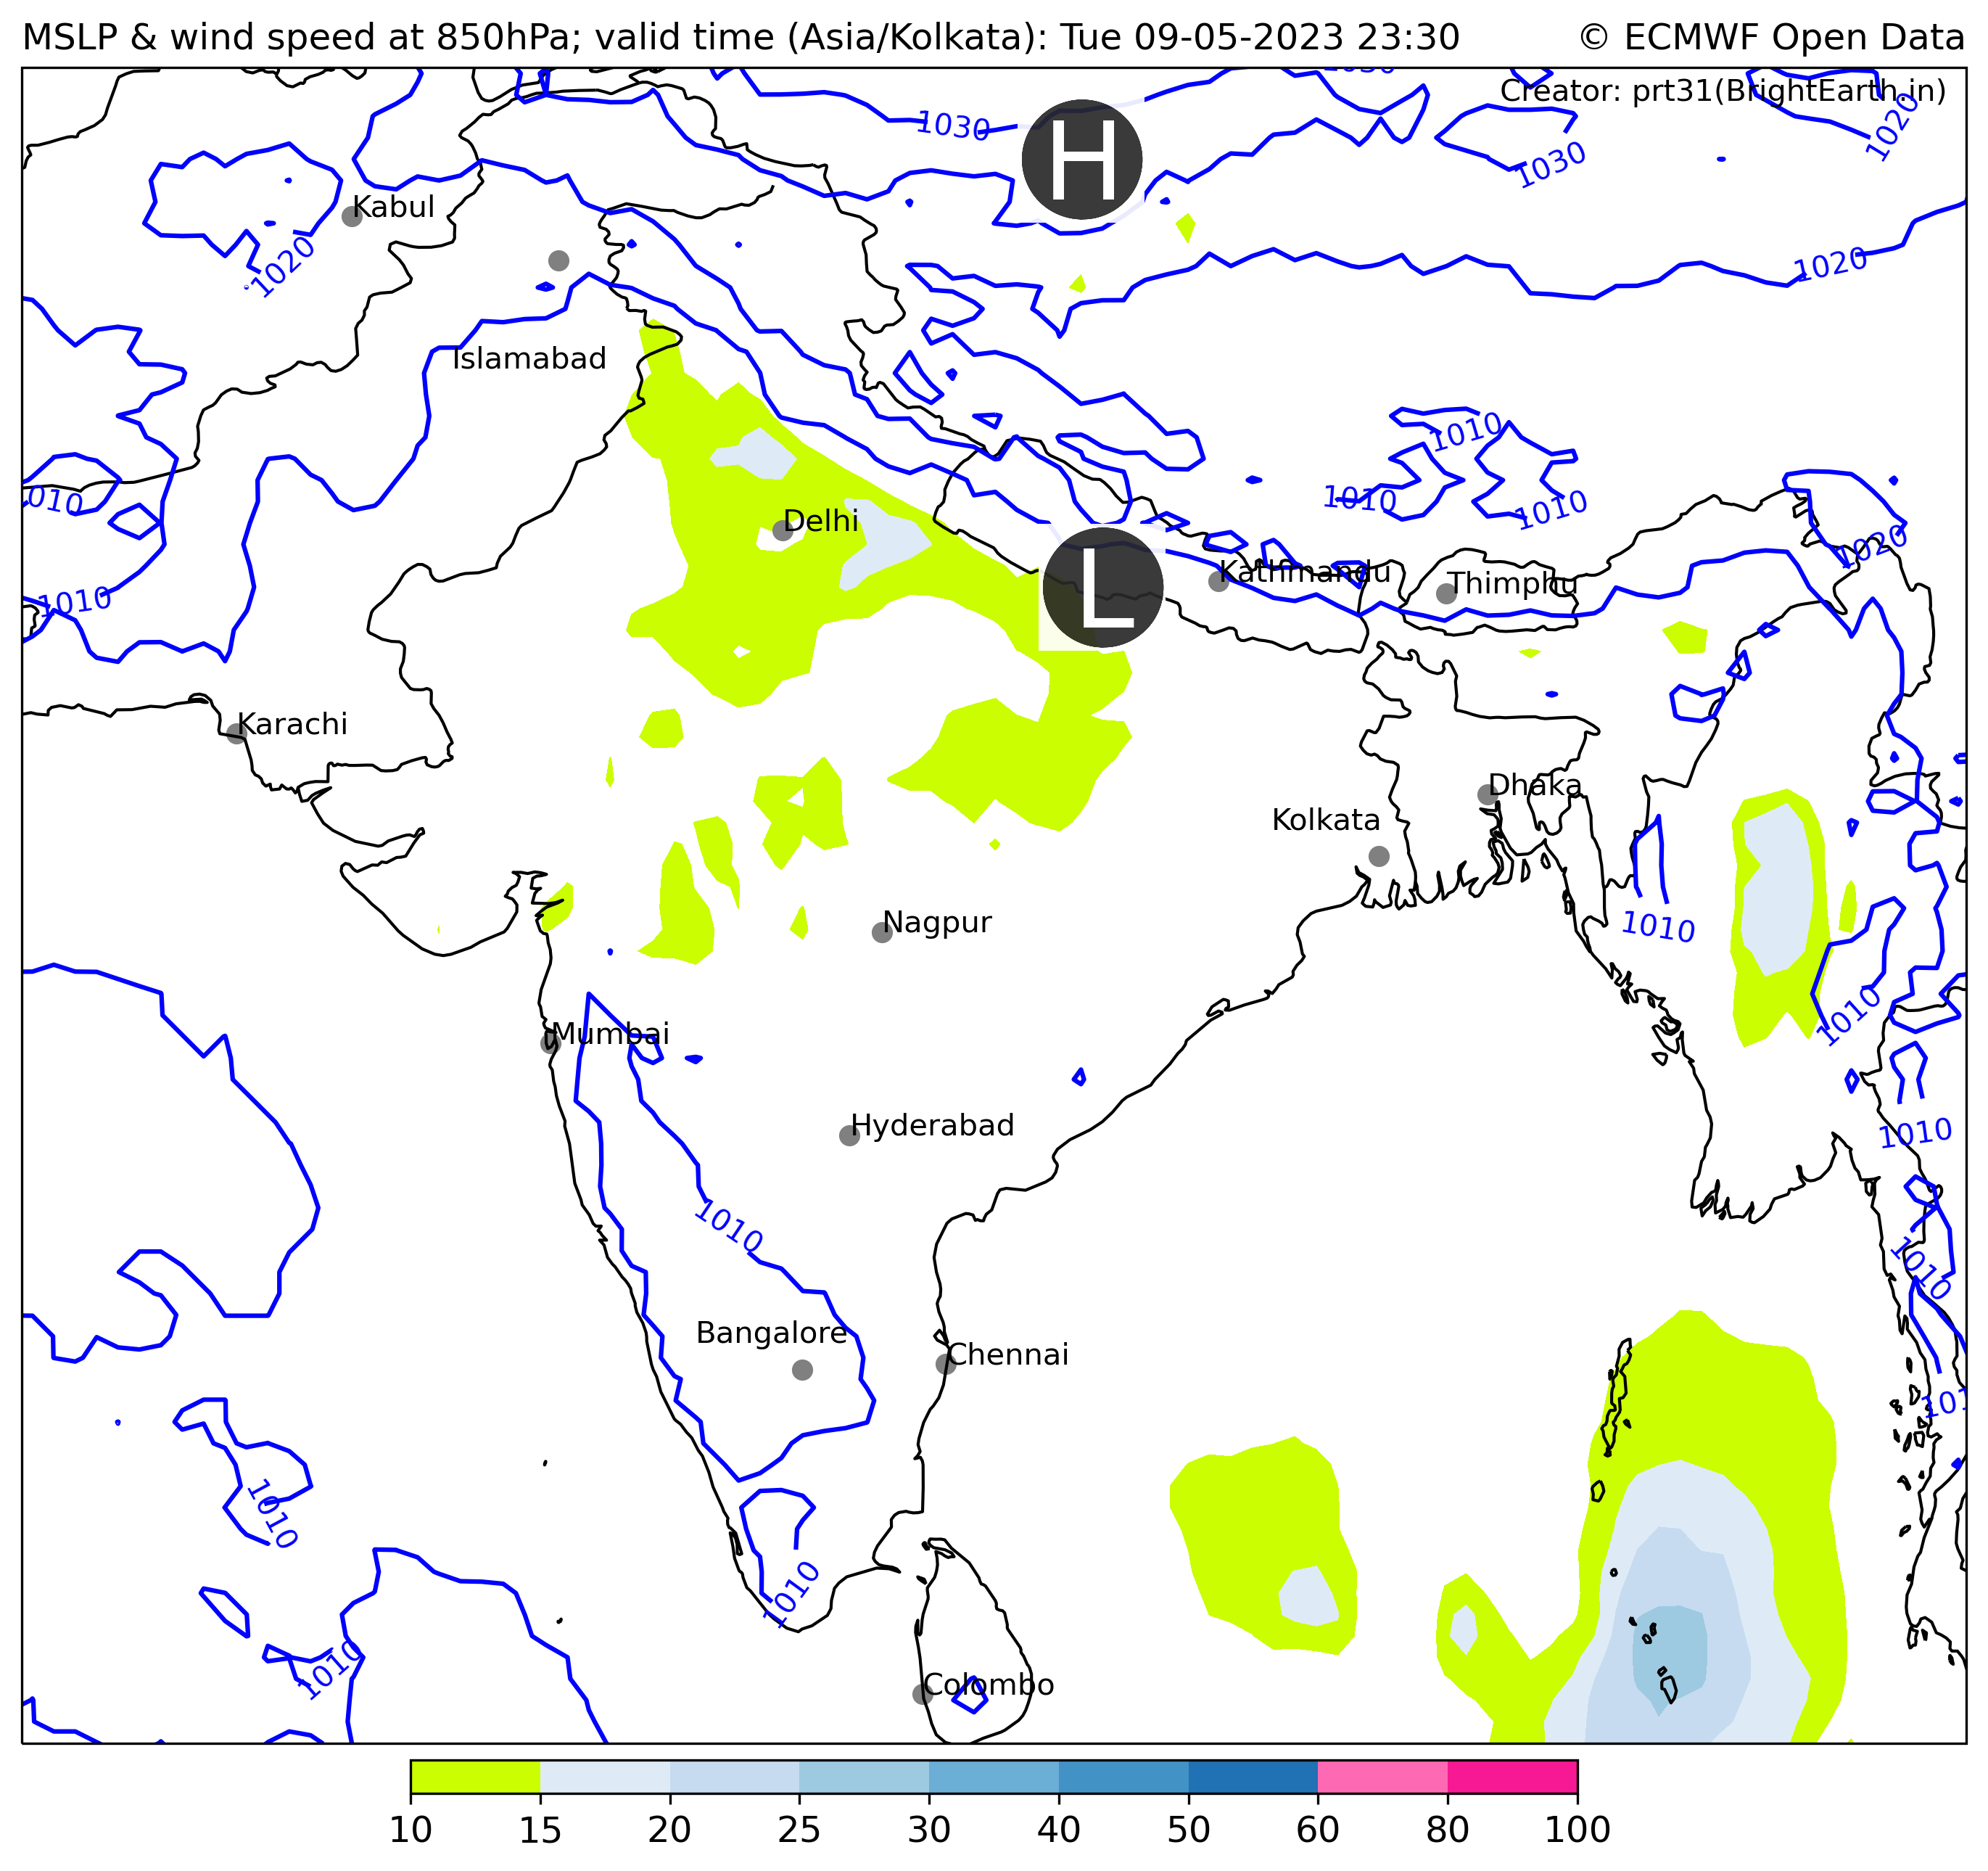 MSLP & wind speed at 850hPa; valid time (Asia/Kolkata): Tue 09-05-2023 23:30 © ECMWF Open Data
Creator: prt31(BrightEarth.in)
1030
H
1030
1020
1030
Kabul
1020
1020
Islamabad
1010
010
1010
1010
Delhi
1020
1010
L
Kathmandu
Thimphu
Karachi
Dhaka
Kolkata
Nagpur
1010
1010
Mumbai
Hyderabad
1010
1010
1010
Bangalore
Chennai
101
1010
1010
1010
Colombo
10 15 20 25 30 40 50 60 80 100